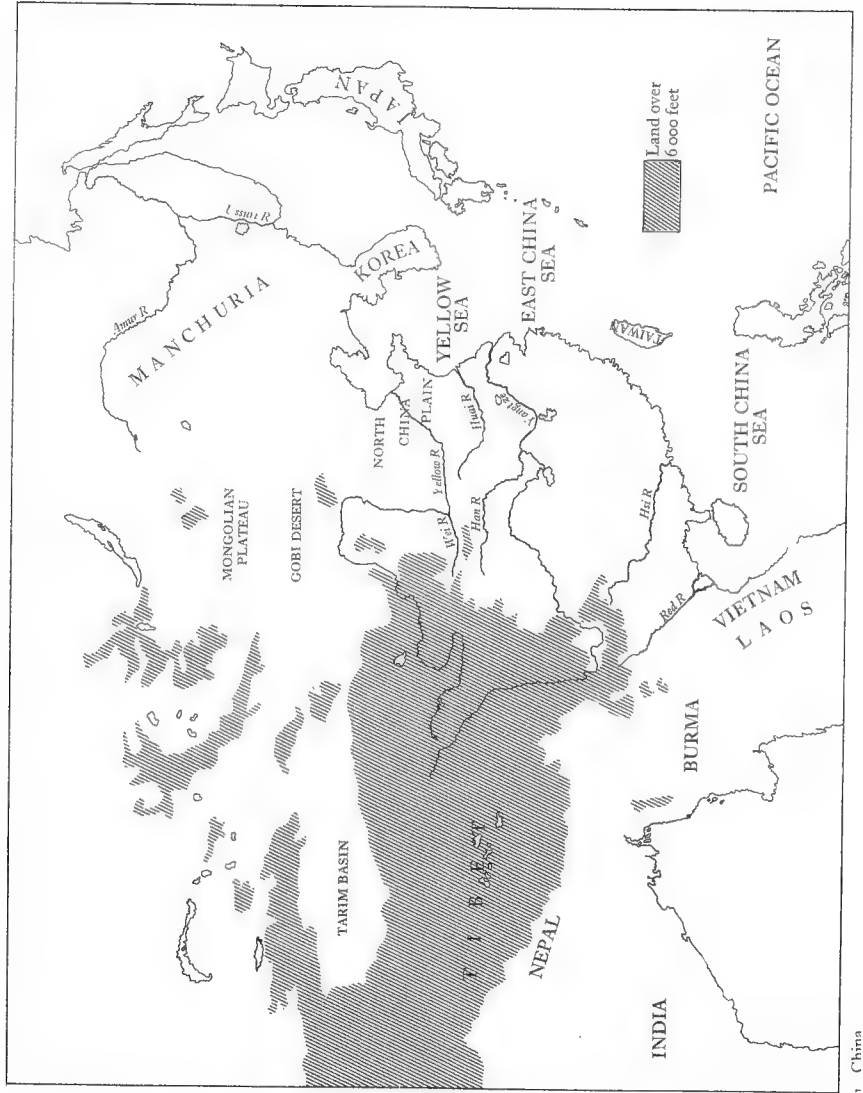 Amur R
Ussuri R
MANCHURIA
MONGOLIAN
PLATEAU
GOBI DESERT
JAPAN
KOREA
NORTH
CHINA
PLAIN
YELLOW
SEA
TARIM BASIN
Yellow R
Wei R
Huai R
Han R
Yangtze
EAST CHINA
SEA
TIBET
NEPAL
Hsi R
TAIWAN
Land over
6 000 feet
Red R
INDIA
BURMA
VIETNAM
LAOS
SOUTH CHINA
SEA
PACIFIC OCEAN
1 China